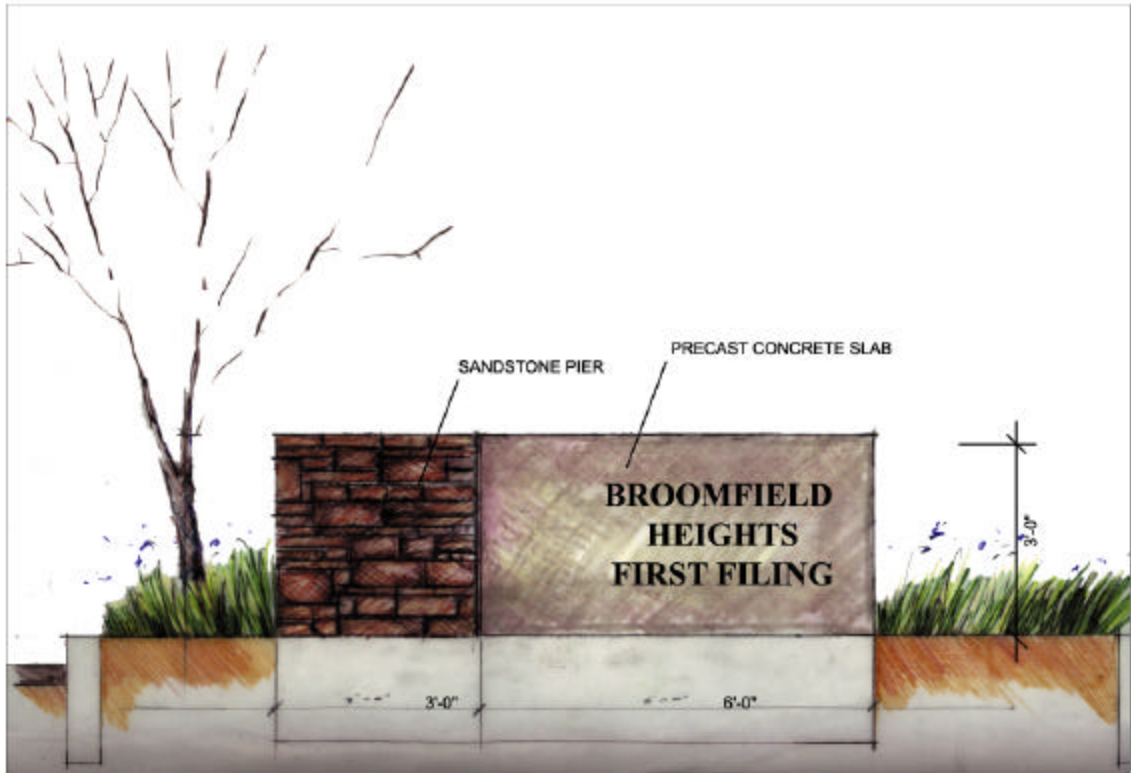 PRECAST CONCRETE SLAB
SANDSTONE PIER
BROOMFIELD
HEIGHTS
FIRST FILING
3'-0"
3'-0"
6'-0"